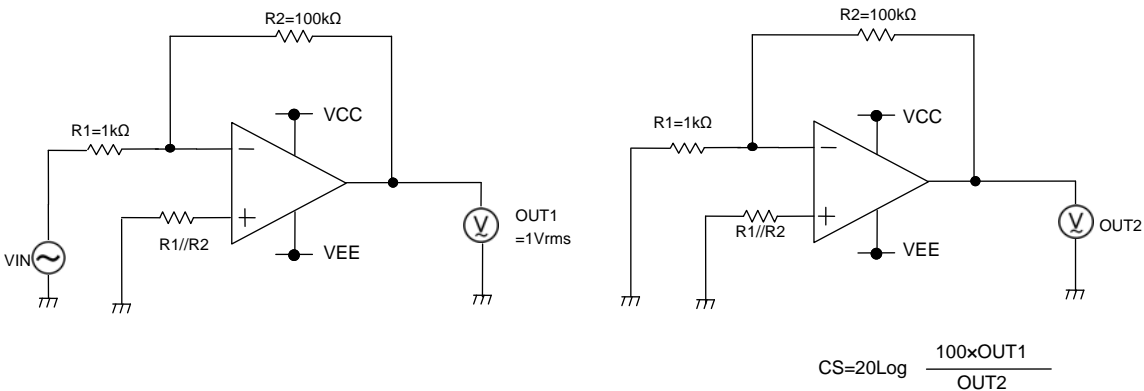 R2=100kΩ
VCC
R1=1kΩ
R1//R2
VEE
VIN
V
OUT1
=1Vrms
R2=100kΩ
VCC
R1=1kΩ
R1//R2
VEE
V
OUT2
CS=20Log 100×OUT1
OUT2